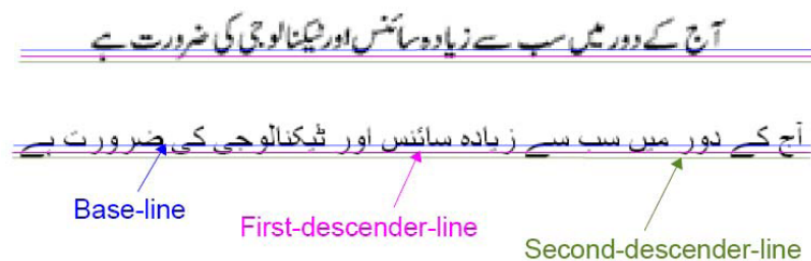 آج کے دور میں سب سے زیادہ سائنس اور ٹیکنالوجی کی ضرورت ہے
آج کے دور میں سب سے زیادہ سائنس اور ٹیکنالوجی کی ضرورت ہے
Base-line
First-descender-line
Second-descender-line